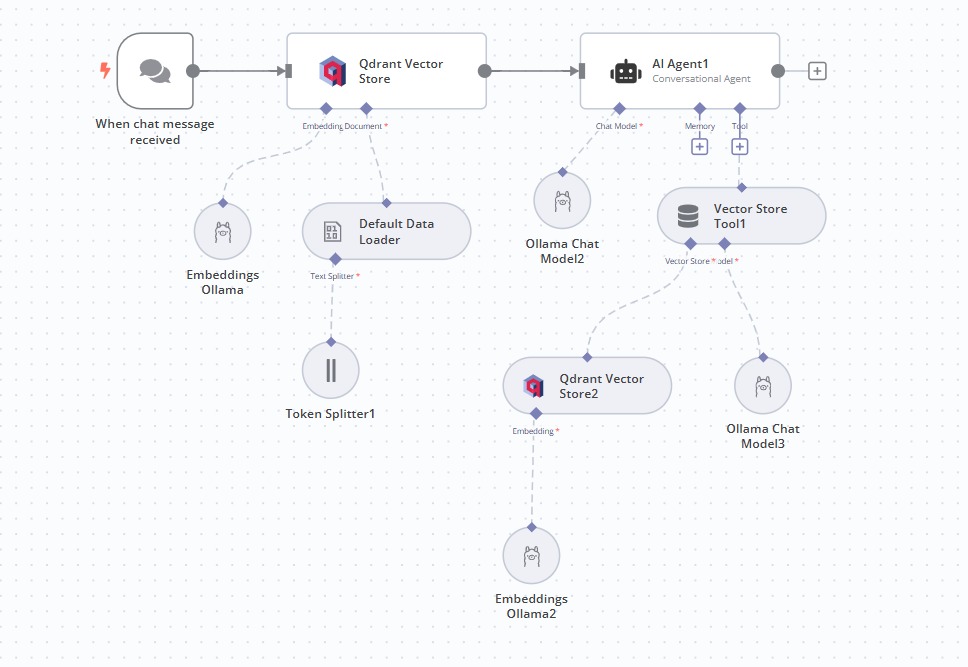 Qdrant Vector
Store
AI Agent1
Conversational Agent
When chat message
received
Embedding
Document *
Chat Model *
Memory
Tool
Embeddings
Ollama
Default Data
Loader
Text Splitter *
Ollama Chat
Model2
Vector Store
Tool1
Vector Store *
Token Splitter1
Qdrant Vector
Store2
Embedding *
Ollama Chat
Model3
Embeddings
Ollama2